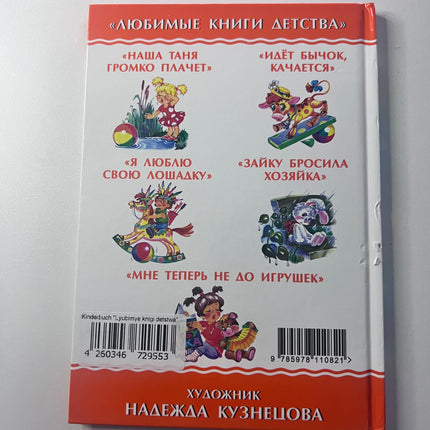 «ЛЮБИМЫЕ КНИГИ ДЕТСТВА»
«НАША ТАНЯ
ГРОМКО ПЛАЧЕТ»
«ИДЁТ БЫЧОК,
КАЧАЕТСЯ»
«Я ЛЮБЛЮ
СВОЮ ЛОШАДКУ»
«ЗАЙКУ БРОСИЛА
ХОЗЯЙКА»
«МНЕ ТЕПЕРЬ НЕ ДО ИГРУШЕК»
Kinderbuch "Lyubimye knigi detstva"
4 260346 729553
9 785978 110821 >
ХУДОЖНИК
НАДЕЖДА КУЗНЕЦОВА